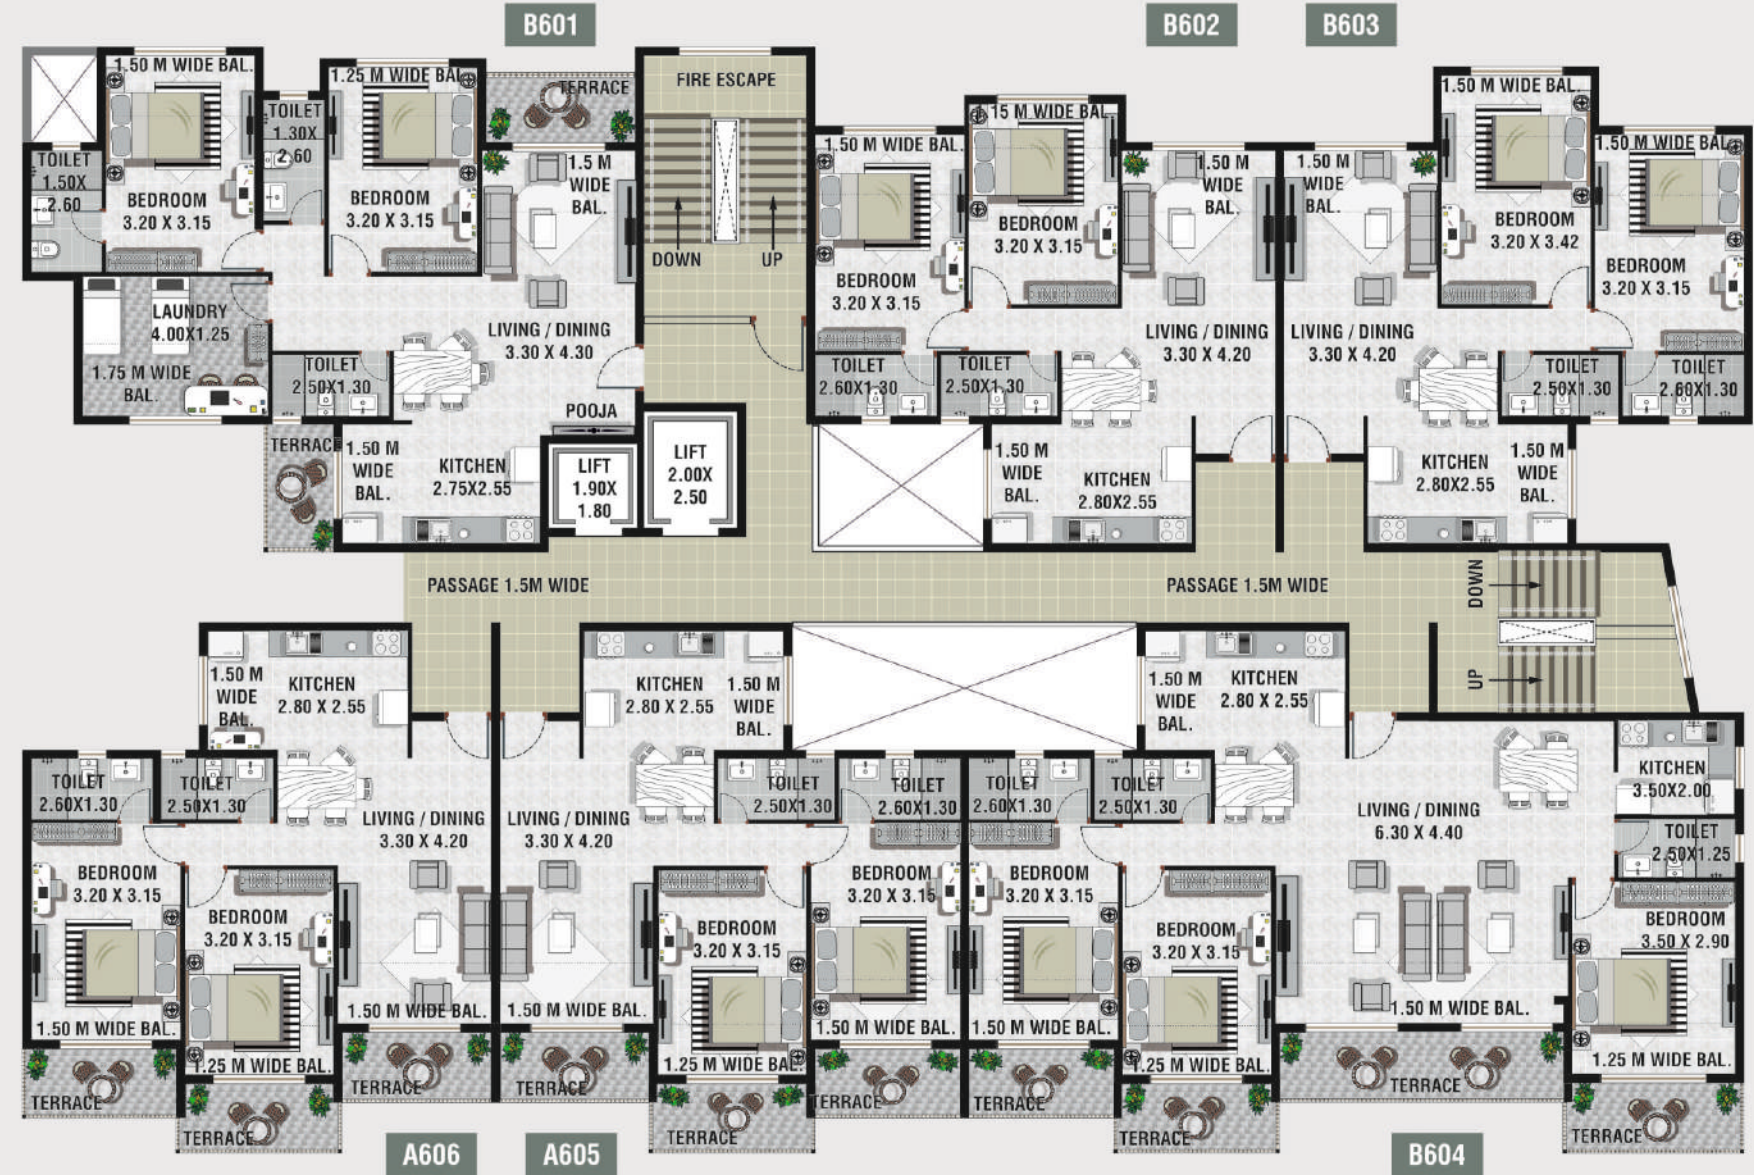 B601
B602
B603
1.50 M WIDE BAL.
BEDROOM
3.20 X 3.15
TOILET
1.50X
2.60
TOILET
1.30X
2.60
1.25 M WIDE BAL.
BEDROOM
3.20 X 3.15
TERRACE
1.5 M
WIDE
BAL.
LIVING / DINING
3.30 X 4.30
LAUNDRY
4.00X1.25
1.75 M WIDE
BAL.
TOILET
2.50X1.30
POOJA
TERRACE
1.50 M
WIDE
BAL.
KITCHEN
2.75X2.55
LIFT
1.90X
1.80
LIFT
2.00X
2.50
FIRE ESCAPE
DOWN
UP
1.50 M WIDE BAL.
BEDROOM
3.20 X 3.15
15 M WIDE BAL.
BEDROOM
3.20 X 3.15
1.50 M
WIDE
BAL.
LIVING / DINING
3.30 X 4.20
TOILET
2.60X1.30
TOILET
2.50X1.30
1.50 M
WIDE
BAL.
KITCHEN
2.80X2.55
1.50 M
WIDE
BAL.
LIVING / DINING
3.30 X 4.20
1.50 M WIDE BAL.
BEDROOM
3.20 X 3.42
1.50 M WIDE BAL.
BEDROOM
3.20 X 3.15
TOILET
2.50X1.30
TOILET
2.60X1.30
KITCHEN
2.80X2.55
1.50 M
WIDE
BAL.
PASSAGE 1.5M WIDE
PASSAGE 1.5M WIDE
DOWN
UP
1.50 M
WIDE
BAL.
KITCHEN
2.80 X 2.55
TOILET
2.60X1.30
TOILET
2.50X1.30
LIVING / DINING
3.30 X 4.20
BEDROOM
3.20 X 3.15
BEDROOM
3.20 X 3.15
1.50 M WIDE BAL.
1.25 M WIDE BAL.
1.50 M WIDE BAL.
TERRACE
TERRACE
TERRACE
KITCHEN
2.80 X 2.55
1.50 M
WIDE
BAL.
LIVING / DINING
3.30 X 4.20
TOILET
2.50X1.30
TOILET
2.60X1.30
BEDROOM
3.20 X 3.15
BEDROOM
3.20 X 3.15
1.50 M WIDE BAL.
1.25 M WIDE BAL.
1.50 M WIDE BAL.
TERRACE
TERRACE
TERRACE
1.50 M
WIDE
BAL.
KITCHEN
2.80 X 2.55
TOILET
2.60X1.30
TOILET
2.50X1.30
LIVING / DINING
6.30 X 4.40
KITCHEN
3.50X2.00
TOILET
2.50X1.25
BEDROOM
3.20 X 3.15
BEDROOM
3.20 X 3.15
BEDROOM
3.50 X 2.90
1.50 M WIDE BAL.
1.25 M WIDE BAL.
1.50 M WIDE BAL.
1.25 M WIDE BAL.
TERRACE
TERRACE
TERRACE
TERRACE
A606
A605
B604